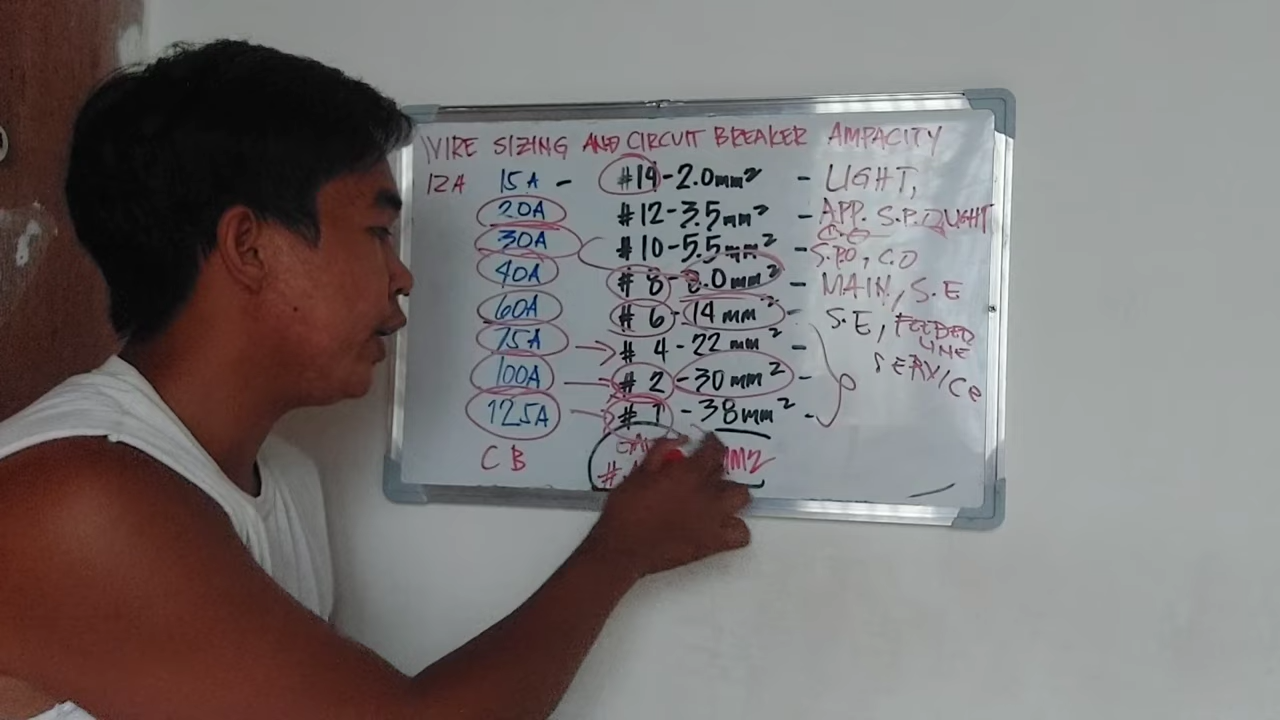 WIRE SIZING AND CIRCUIT BREAKER AMPACITY
12A 15A - #14-2.0mm² - LIGHT,
20A #12-3.5mm² - APP. S.P.O LIGHT
30A #10-5.5mm² - S.P.O, C.O
40A #8-8.0mm² - MAIN, S.E
60A #6-14mm² - S.E, FEEDER LINE
75A → #4-22mm² - SERVICE
100A → #2-30mm² -
125A → #1-38mm² -
CB # MM2